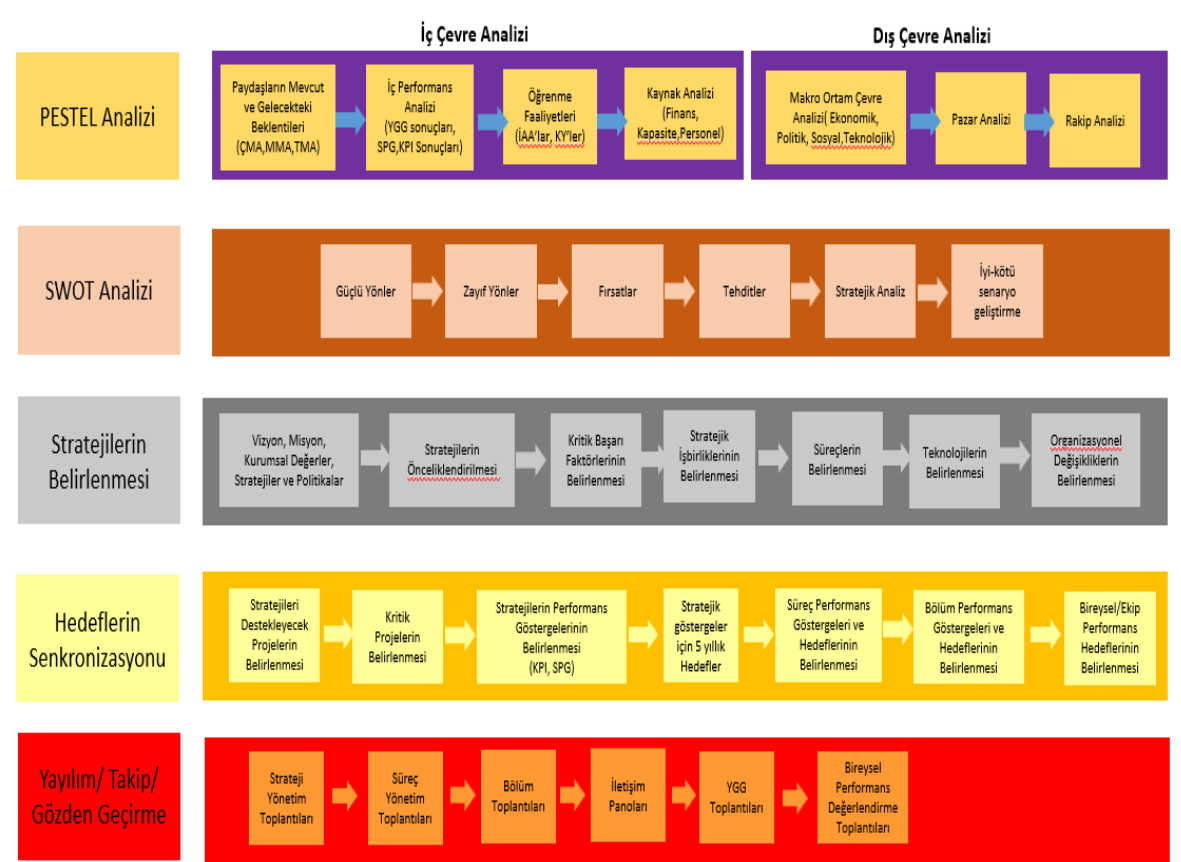 İç Çevre Analizi
Dış Çevre Analizi
PESTEL Analizi
Paydaşların Mevcut
ve Gelecekteki
Beklentileri
(ÇMA,MMA,TMA)
İç Performans
Analizi
(YGG sonuçları,
SPG,KPI Sonuçları)
Öğrenme
Faaliyetleri
(İAA'lar, KY'ler)
Kaynak Analizi
(Finans,
Kapasite,Personel)
Makro Ortam Çevre
Analizi( Ekonomik,
Politik, Sosyal,Teknolojik)
Pazar Analizi
Rakip Analizi
SWOT Analizi
Güçlü Yönler
Zayıf Yönler
Fırsatlar
Tehditler
Stratejik Analiz
İyi-kötü
senaryo
geliştirme
Stratejilerin
Belirlenmesi
Vizyon, Misyon,
Kurumsal Değerler,
Stratejiler ve Politikalar
Stratejilerin
Önceliklendirilmesi
Kritik Başarı
Faktörlerinin
Belirlenmesi
Stratejik
İşbirliklerinin
Belirlenmesi
Süreçlerin
Belirlenmesi
Teknolojilerin
Belirlenmesi
Organizasyonel
Değişikliklerin
Belirlenmesi
Hedeflerin
Senkronizasyonu
Stratejileri
Destekleyecek
Projelerin
Belirlenmesi
Kritik
Projelerin
Belirlenmesi
Stratejilerin Performans
Göstergelerinin
Belirlenmesi
(KPI, SPG)
Stratejik
göstergeler
için 5 yıllık
Hedefler
Süreç Performans
Göstergeleri ve
Hedeflerinin
Belirlenmesi
Bölüm Performans
Göstergeleri ve
Hedeflerinin
Belirlenmesi
Bireysel/Ekip
Performans
Hedeflerinin
Belirlenmesi
Yayılım/ Takip/
Gözden Geçirme
Strateji
Yönetim
Toplantıları
Süreç
Yönetim
Toplantıları
Bölüm
Toplantıları
İletişim
Panoları
YGG
Toplantıları
Bireysel
Performans
Değerlendirme
Toplantıları